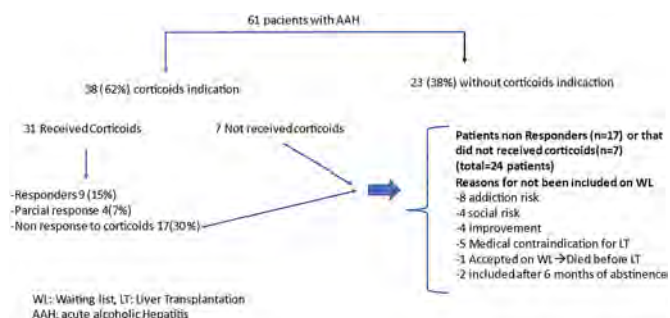 61 pacients with AAH
38 (62%) corticoids indication
23 (38%) without corticoids indicaction
31 Received Corticoids
7 Not received corticoids
-Responders 9 (15%)
-Parcial response 4(7%)
-Non response to corticoids 17(30%)
Patients non Responders (n=17) or that
did not received corticoids(n=7)
(total=24 patients)
Reasons for not been included on WL
-8 addiction risk
-4 social risk
-4 improvement
-5 Medical contraindication for LT
-1 Accepted on WL→Died before LT
-2 included after 6 months of abstinence
WL: Waiting list, LT: Liver Transplantation
AAH: acute alcoholic Hepatitis